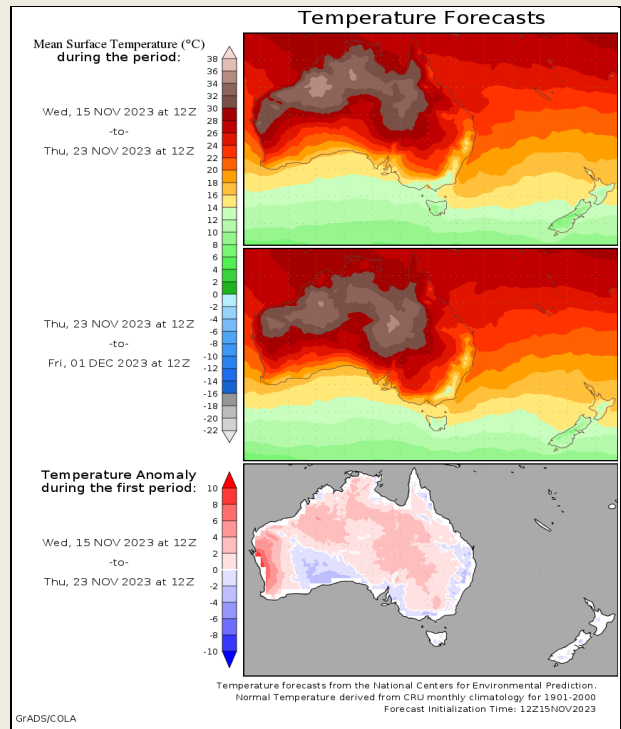 Temperature Forecasts
Mean Surface Temperature (°C)
during the period:
38
36
34
32
30
28
26
24
22
20
18
16
14
12
10
8
6
4
2
0
-2
-4
-6
-8
-10
-12
-14
-16
-18
-20
-22
Wed, 15 NOV 2023 at 12Z
-to-
Thu, 23 NOV 2023 at 12Z
Thu, 23 NOV 2023 at 12Z
-to-
Fri, 01 DEC 2023 at 12Z
Temperature Anomaly
during the first period:
10
8
6
4
2
0
-2
-4
-6
-8
-10
Wed, 15 NOV 2023 at 12Z
-to-
Thu, 23 NOV 2023 at 12Z
Temperature forecasts from the National Centers for Environmental Prediction.
Normal Temperature derived from CRU monthly climatology for 1901-2000
Forecast Initialization Time: 12Z15NOV2023
GrADS/COLA